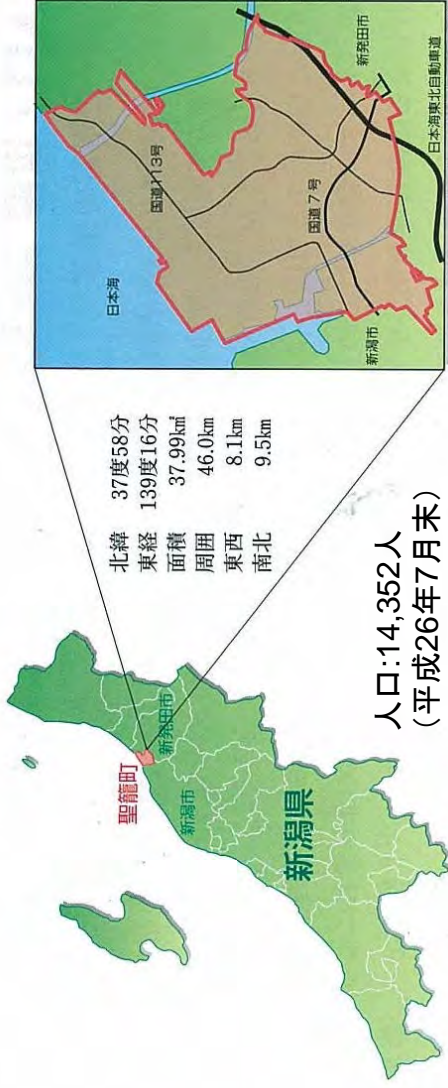 聖籠町
新発田市
新潟市
新潟県
北緯 37度58分
東経 139度16分
面積 37.99k㎡
周囲 46.0km
東西 8.1km
南北 9.5km
人口:14,352人
(平成26年7月末)
日本海
国道113号
国道7号
新発田市
新潟市
日本海東北自動車道